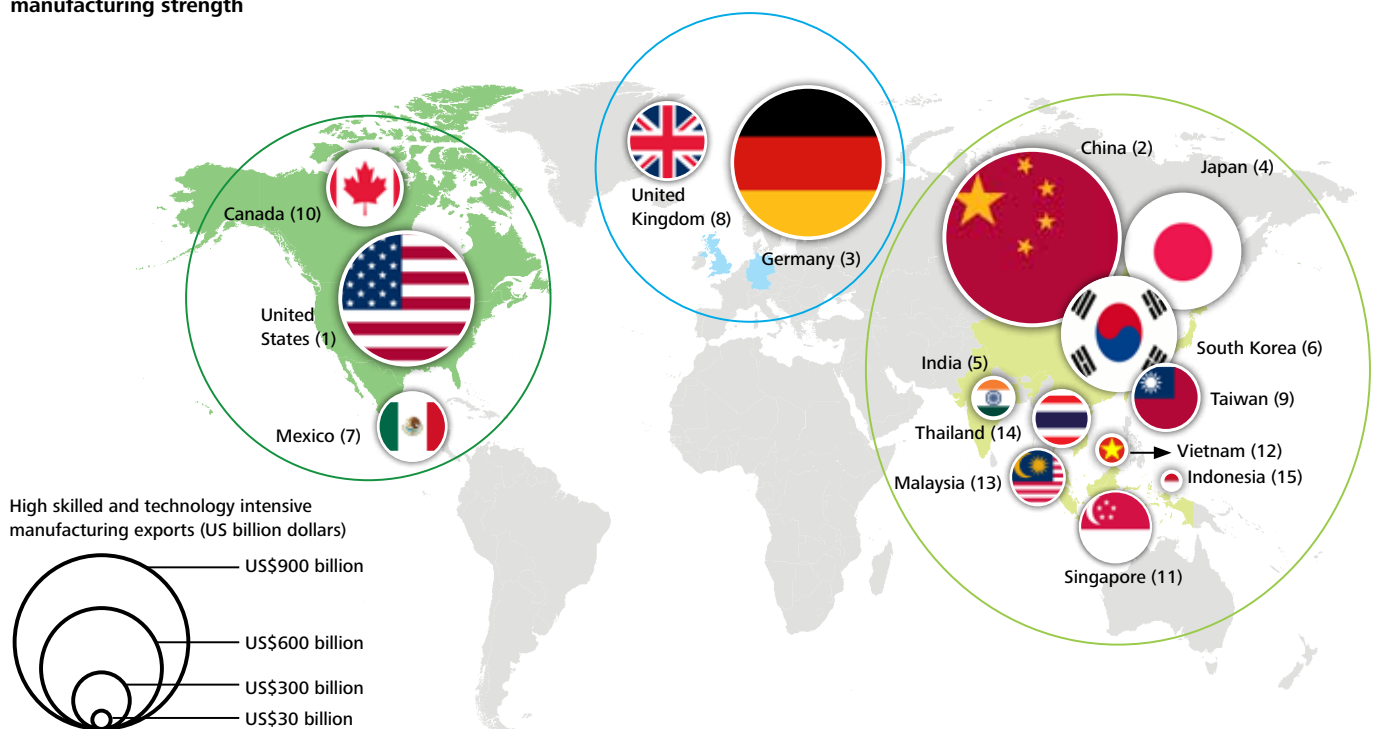 manufacturing strength
China (2)
Japan (4)
United
Kingdom (8)
Canada (10)
Germany (3)
United
States (1)
South Korea (6)
India (5)
Taiwan (9)
Mexico (7)
Thailand (14)
Vietnam (12)
Malaysia (13)
Indonesia (15)
Singapore (11)
High skilled and technology intensive
manufacturing exports (US billion dollars)
US$900 billion
US$600 billion
US$300 billion
US$30 billion